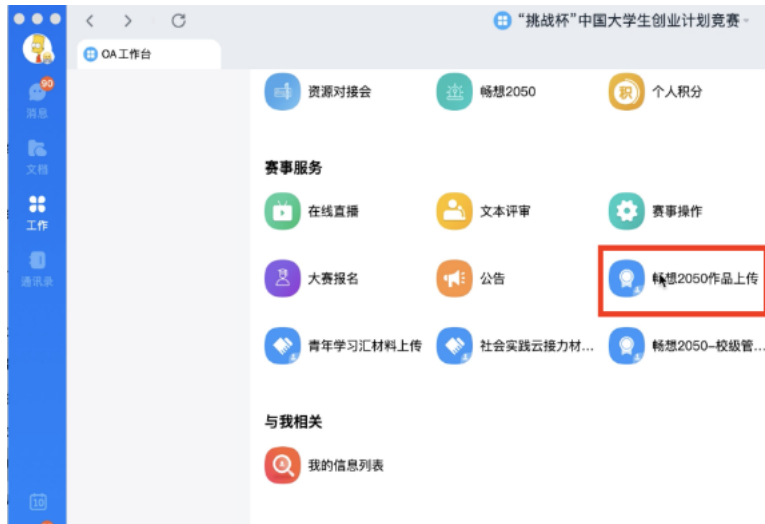 “挑战杯”中国大学生创业计划竞赛
OA工作台
90
消息
文档
工作
通讯录
10
资源对接会 畅想2050 积 个人积分
赛事服务
在线直播 文本评审 赛事操作
大赛报名 公告 畅想2050作品上传
青年学习汇材料上传 社会实践云接力材... 畅想2050-校级管...
与我相关
我的信息列表